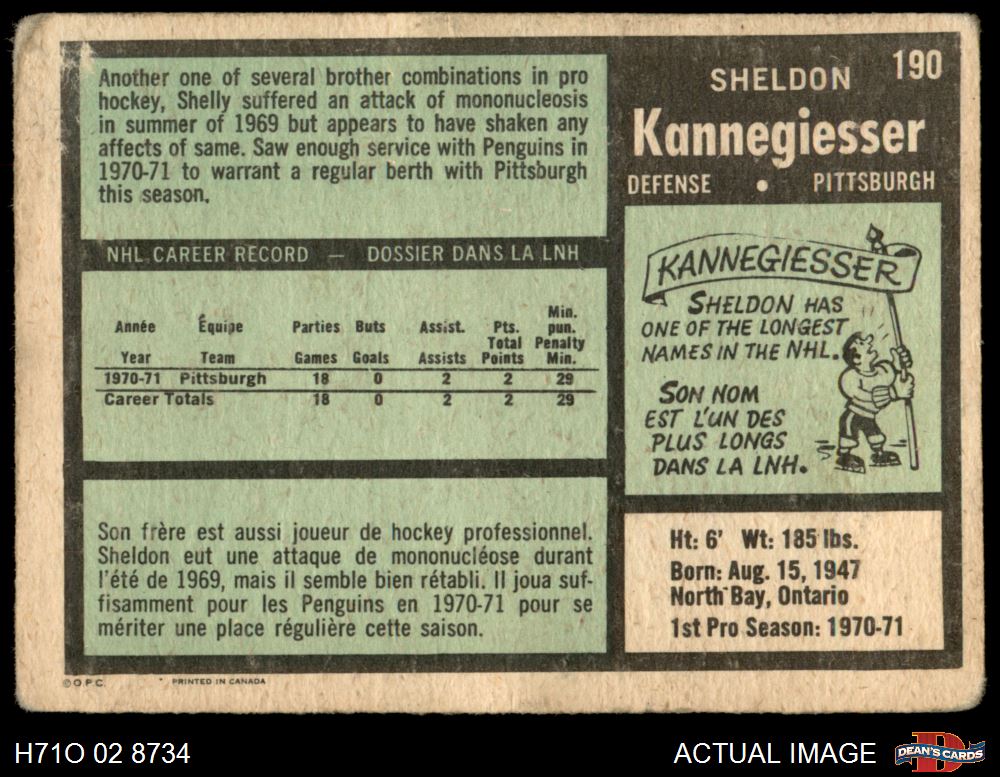 Another one of several brother combinations in pro
hockey, Shelly suffered an attack of mononucleosis
in summer of 1969 but appears to have shaken any
affects of same. Saw enough service with Penguins in
1970-71 to warrant a regular berth with Pittsburgh
this season.
190
SHELDON
Kannegiesser
DEFENSE • PITTSBURGH
NHL CAREER RECORD — DOSSIER DANS LA LNH
Année Équipe Parties Buts Assist. Pts. Min. pun.
Year Team Games Goals Assists Total Points Penalty Min.
1970-71 Pittsburgh 18 0 2 2 29
Career Totals 18 0 2 2 29
KANNEGIESSER
SHELDON HAS
ONE OF THE LONGEST
NAMES IN THE NHL.
SON NOM
EST L'UN DES
PLUS LONGS
DANS LA LNH.
Son frère est aussi joueur de hockey professionnel.
Sheldon eut une attaque de mononucléose durant
l'été de 1969, mais il semble bien rétabli. Il joua suf-
fisamment pour les Penguins en 1970-71 pour se
mériter une place régulière cette saison.
Ht: 6' Wt: 185 lbs.
Born: Aug. 15, 1947
North Bay, Ontario
1st Pro Season: 1970-71
©O.P.C. PRINTED IN CANADA
H71O 02 8734
ACTUAL IMAGE
DEAN'S CARDS